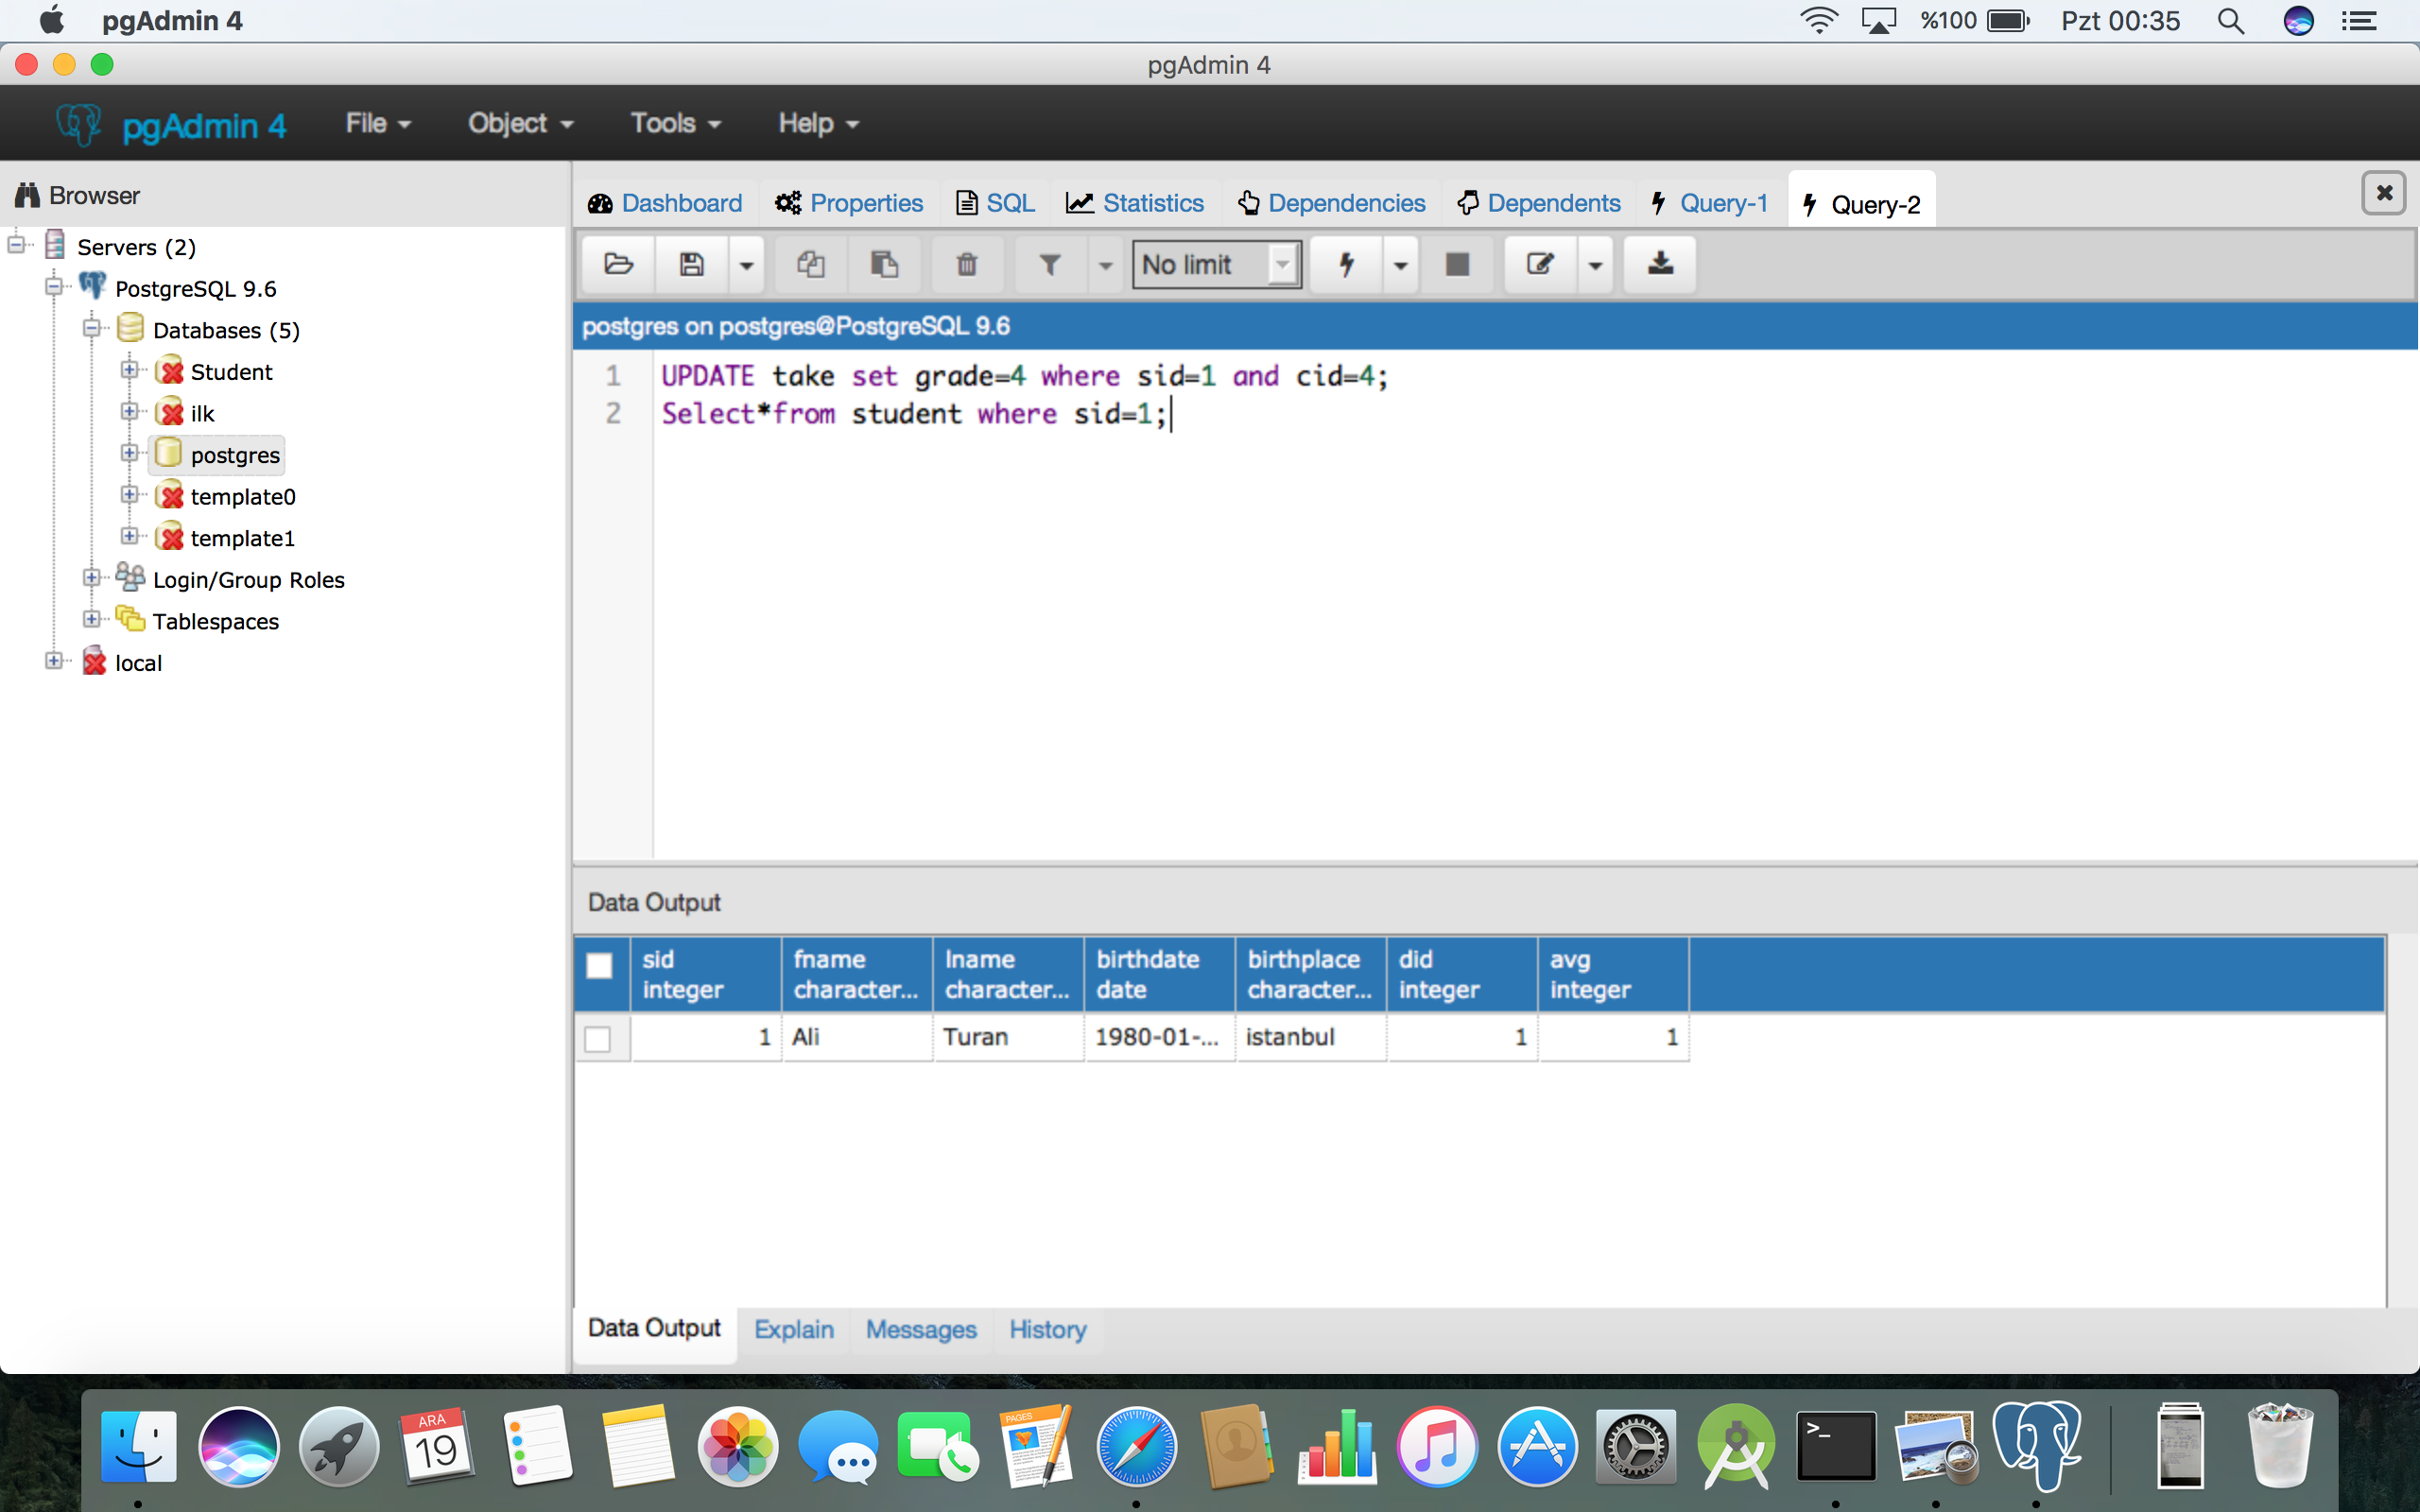 pgAdmin 4
%100
Pzt 00:35
pgAdmin 4
pgAdmin 4
File
Object
Tools
Help
Browser
Dashboard
Properties
SQL
Statistics
Dependencies
Dependents
Query-1
Query-2
Servers (2)
PostgreSQL 9.6
Databases (5)
Student
ilk
postgres
template0
template1
Login/Group Roles
Tablespaces
local
No limit
postgres on postgres@PostgreSQL 9.6
1 UPDATE take set grade=4 where sid=1 and cid=4;
2 Select*from student where sid=1;
Data Output
sid integer
fname character...
lname character...
birthdate date
birthplace character...
did integer
avg integer
1 Ali Turan 1980-01-... istanbul 1 1
Data Output
Explain
Messages
History
ARA
19
PAGES
>_